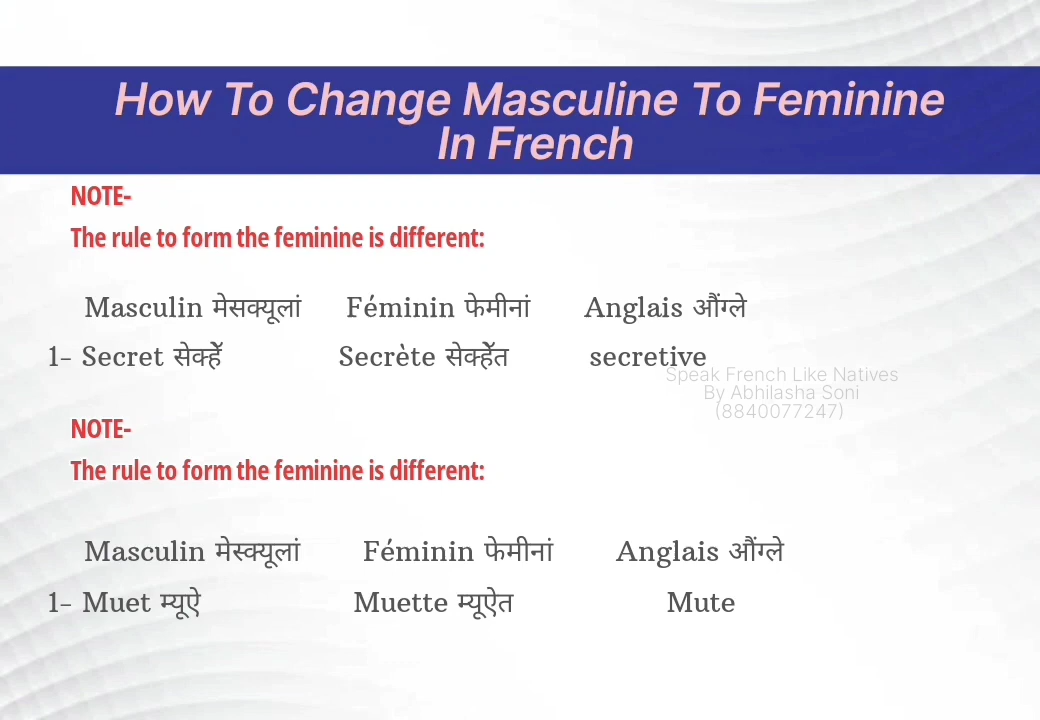 How To Change Masculine To Feminine
In French
NOTE-
The rule to form the feminine is different:
Masculin मेसक्यूलां Féminin फेमीनां Anglais औंग्ले
1- Secret सेक्हेॅ Secrète सेक्हेॅत secretive
Speak French Like Natives
By Abhilasha Soni
(8840077247)
NOTE-
The rule to form the feminine is different:
Masculin मेस्क्यूलां Féminin फेमीनां Anglais औंग्ले
1- Muet म्यूऐ Muette म्यूऐत Mute